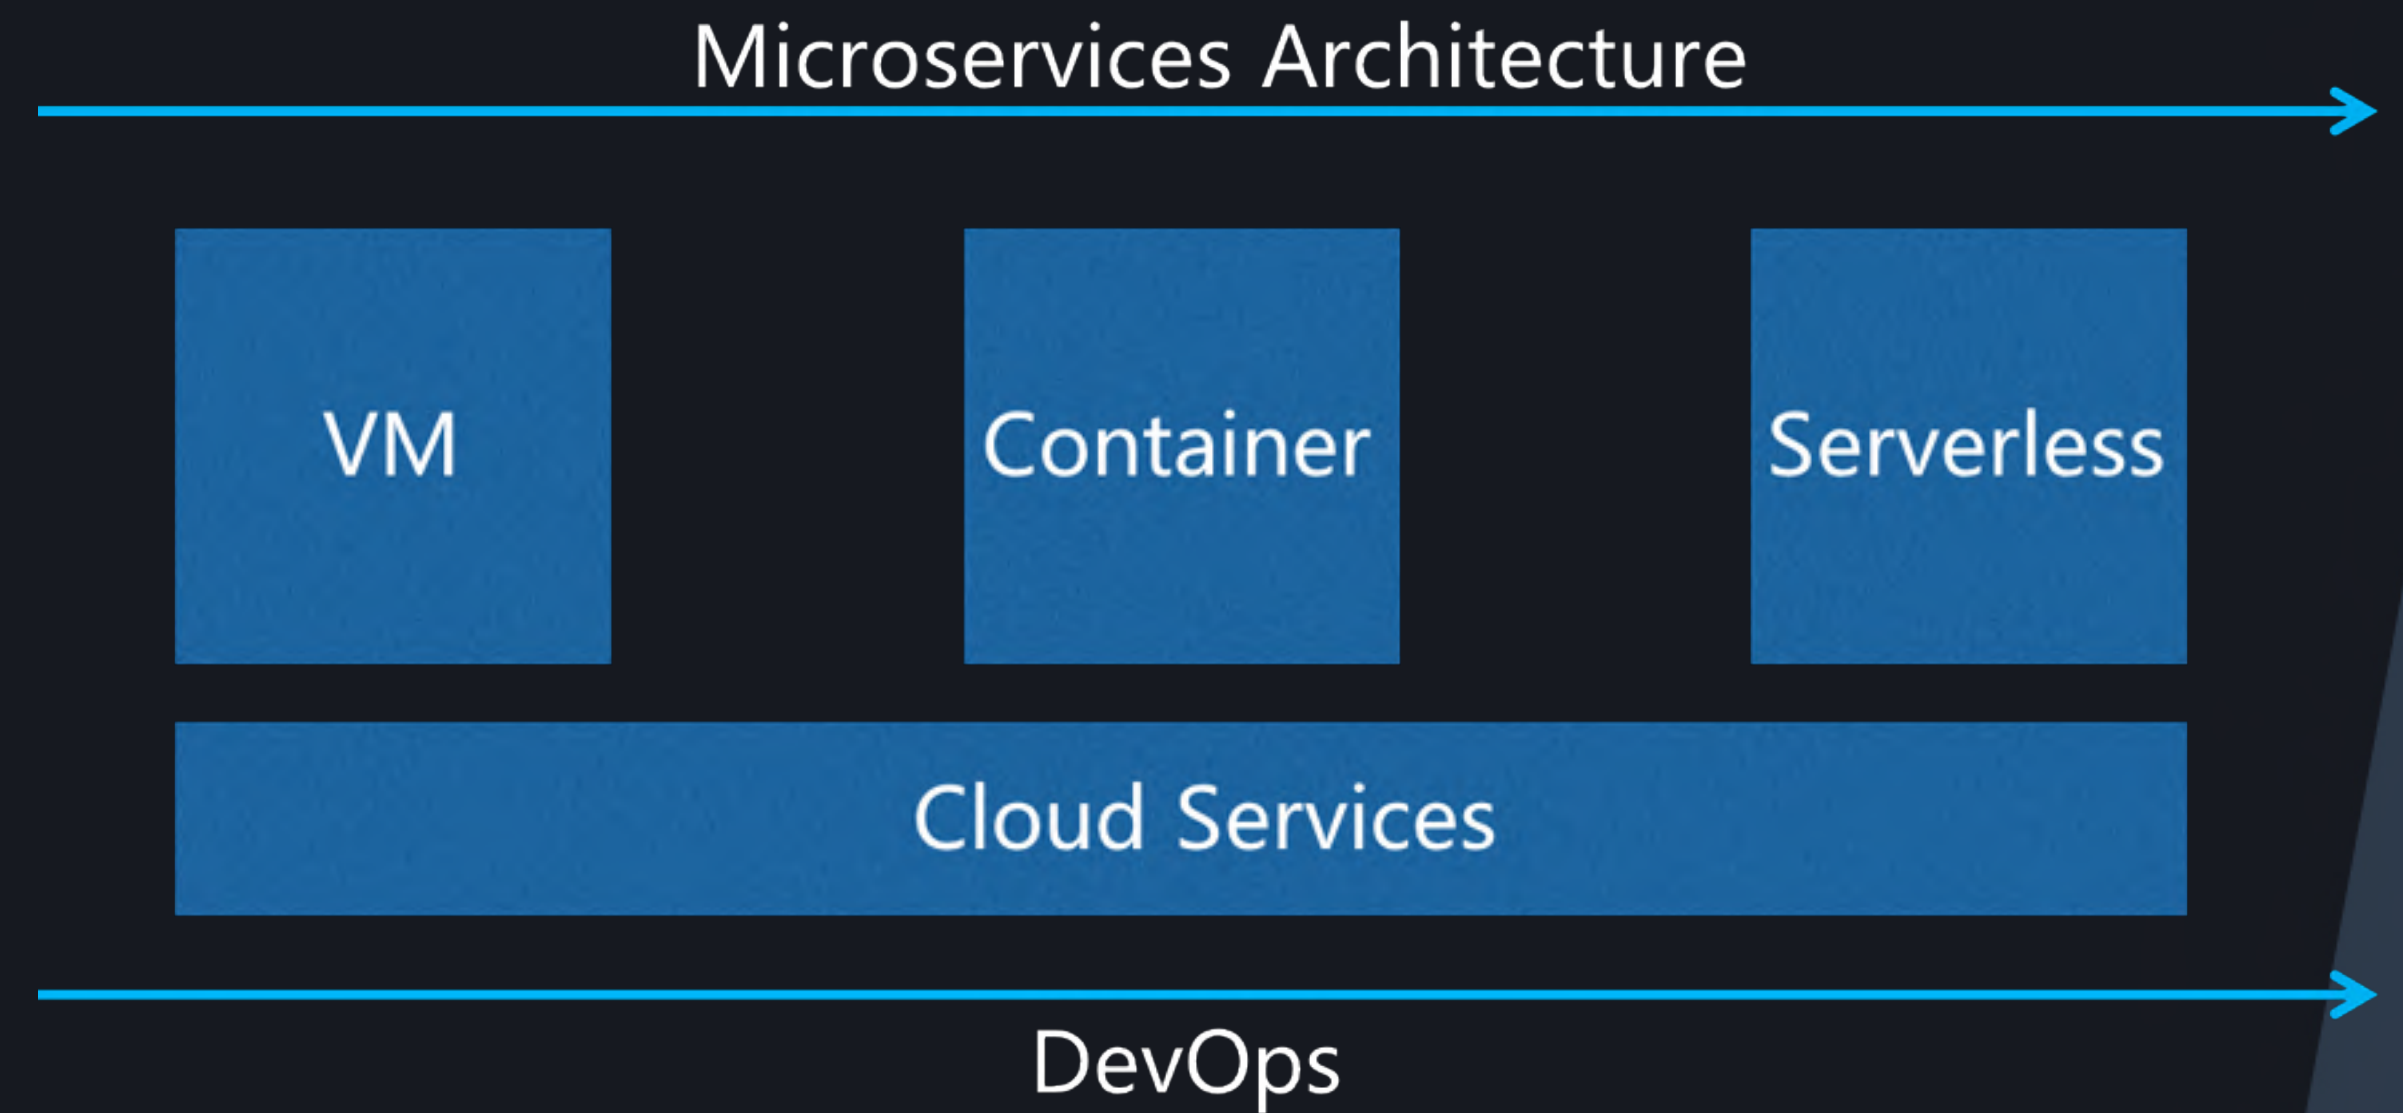 Microservices Architecture
VM
Container
Serverless
Cloud Services
DevOps